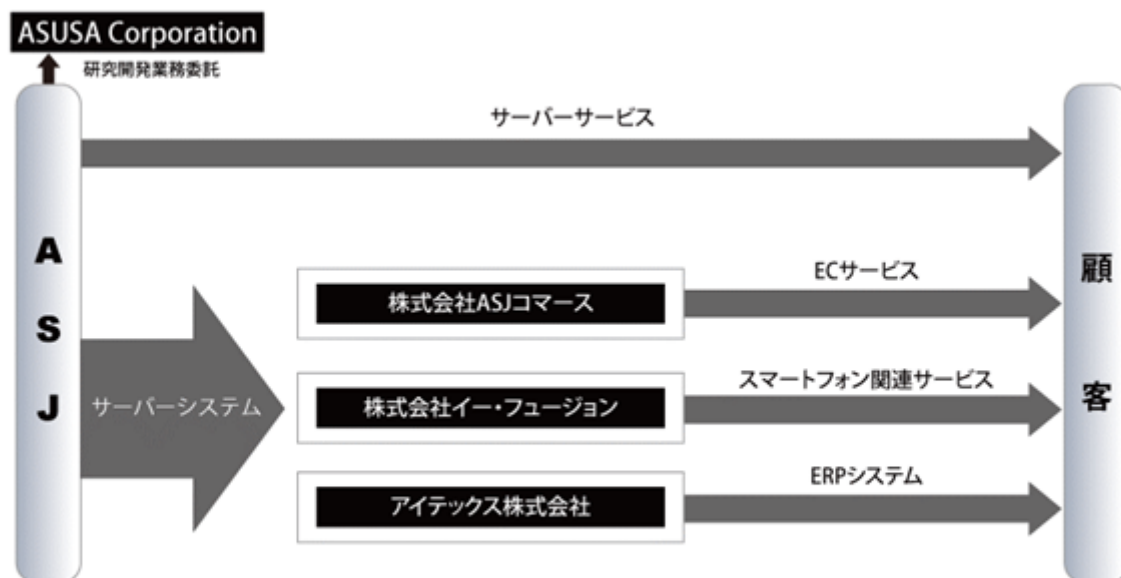 ASUSA Corporation
研究開発業務委託
サーバーサービス
ASJ
サーバーシステム
株式会社ASJコマース
ECサービス
株式会社イー・フュージョン
スマートフォン関連サービス
アイテックス株式会社
ERPシステム
顧客